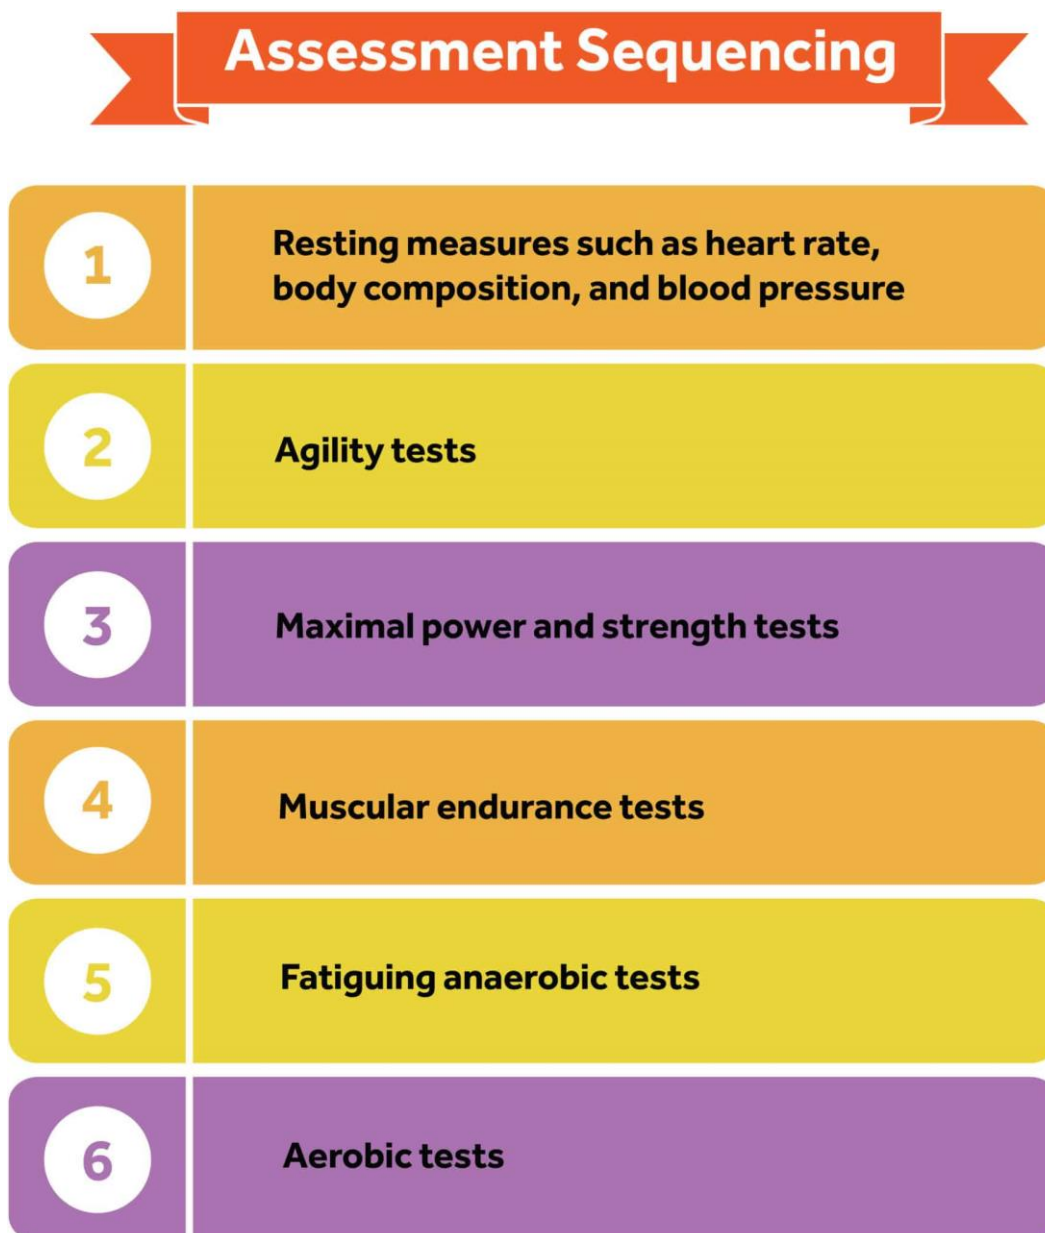 Assessment Sequencing
1
Resting measures such as heart rate,
body composition, and blood pressure
2
Agility tests
3
Maximal power and strength tests
4
Muscular endurance tests
5
Fatiguing anaerobic tests
6
Aerobic tests